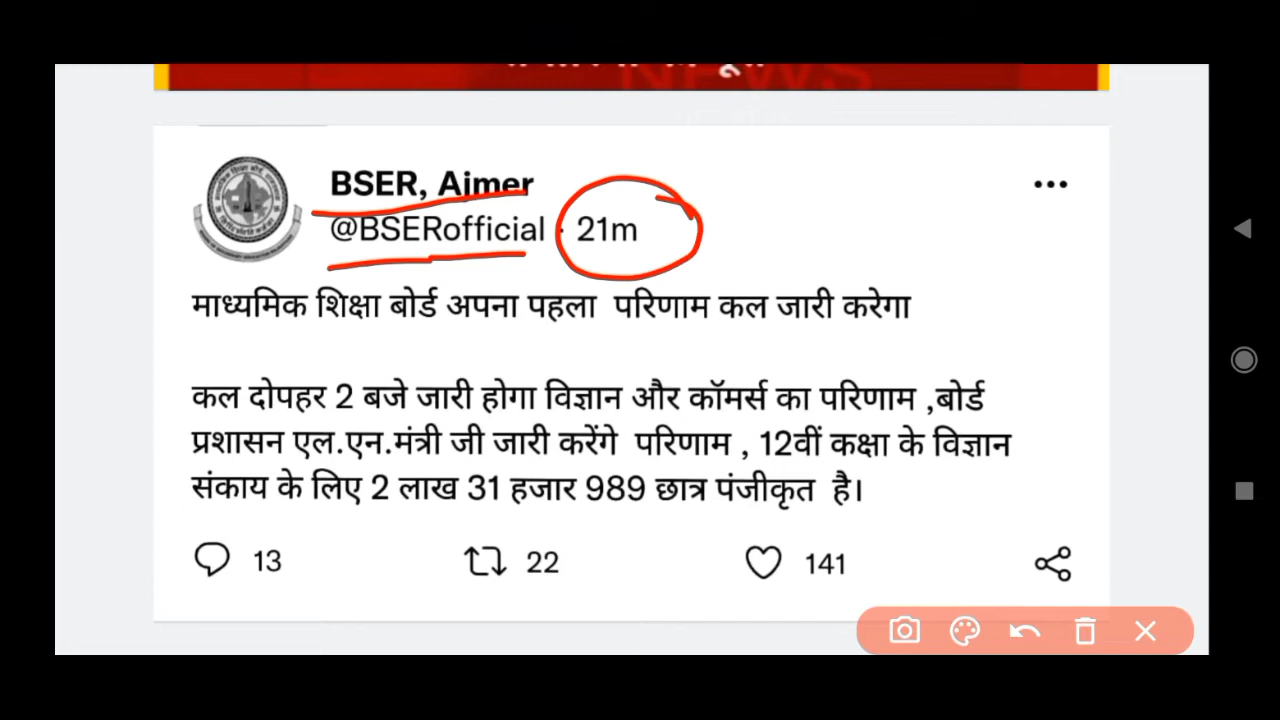 NEWS
BSER, Ajmer
@BSERofficial · 21m
माध्यमिक शिक्षा बोर्ड अपना पहला परिणाम कल जारी करेगा
कल दोपहर 2 बजे जारी होगा विज्ञान और कॉमर्स का परिणाम ,बोर्ड
प्रशासन एल.एन.मंत्री जी जारी करेंगे परिणाम , 12वीं कक्षा के विज्ञान
संकाय के लिए 2 लाख 31 हजार 989 छात्र पंजीकृत है।
13 22 141